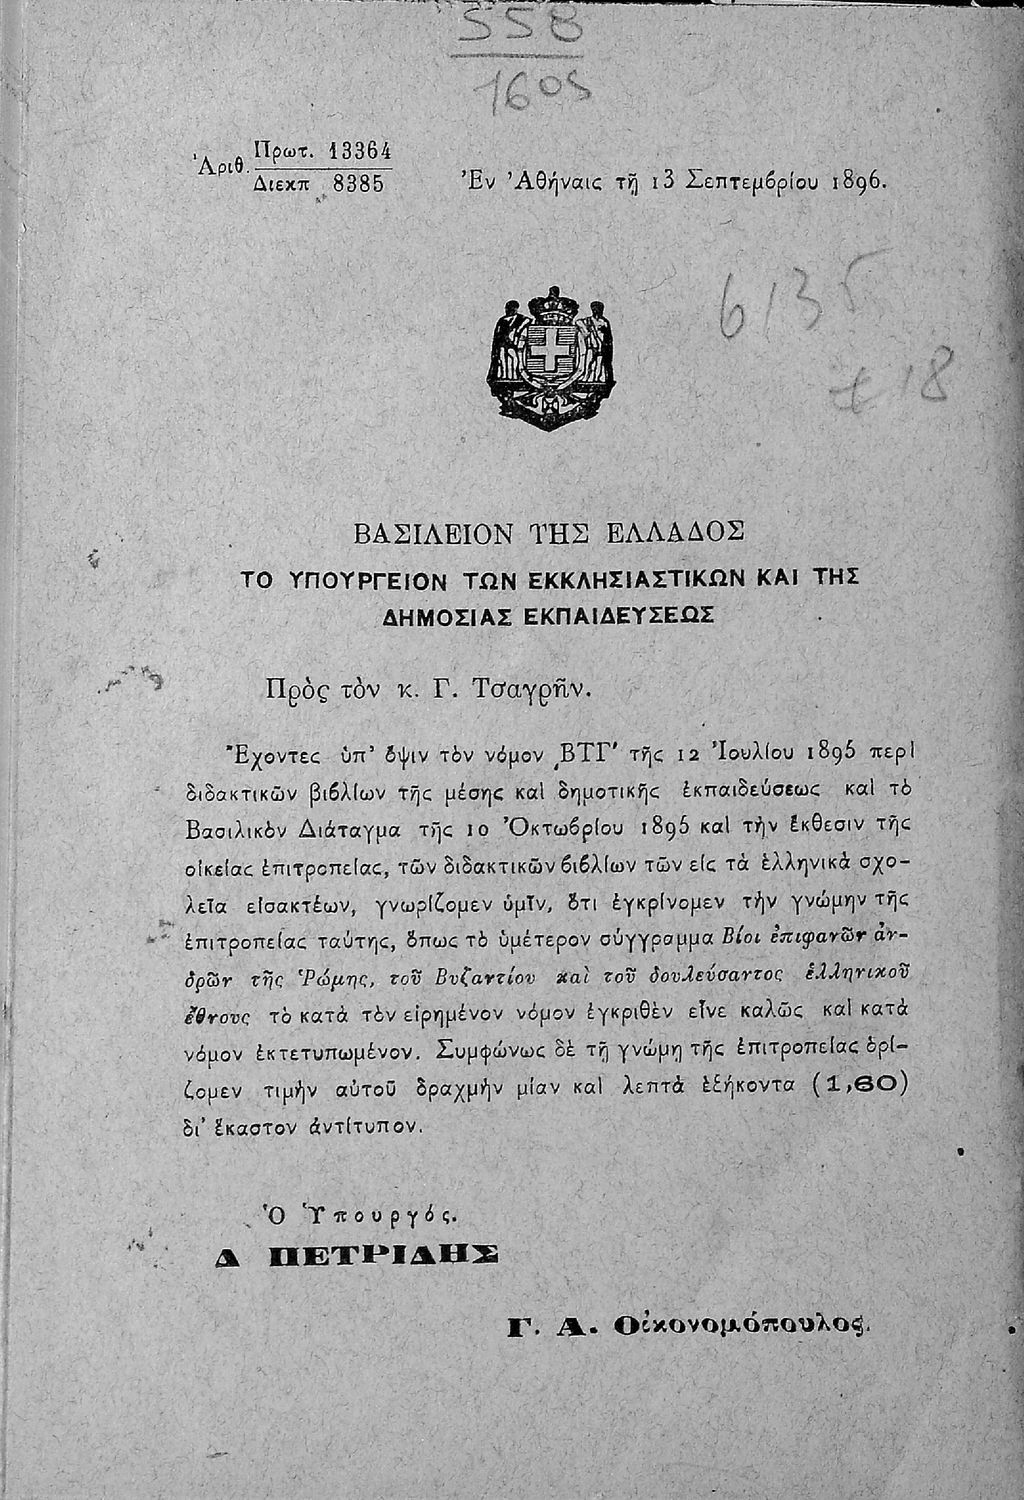 558
1605
Ἀριθ. Πρωτ. 13364
Διεκπ 8385
Ἐν Ἀθήναις τῇ 13 Σεπτεμβρίου 1896.
6135
18
ΒΑΣΙΛΕΙΟΝ ΤΗΣ ΕΛΛΑΔΟΣ
ΤΟ ΥΠΟΥΡΓΕΙΟΝ ΤΩΝ ΕΚΚΛΗΣΙΑΣΤΙΚΩΝ ΚΑΙ ΤΗΣ
ΔΗΜΟΣΙΑΣ ΕΚΠΑΙΔΕΥΣΕΩΣ
Πρὸς τὸν κ. Γ. Τσαγρῆν.
Ἔχοντες ὑπ' ὄψιν τὸν νόμον ͵ΒΤΓʹ τῆς 12 Ἰουλίου 1895 περὶ
διδακτικῶν βιβλίων τῆς μέσης καὶ δημοτικῆς ἐκπαιδεύσεως καὶ τὸ
Βασιλικὸν Διάταγμα τῆς 10 Ὀκτωβρίου 1895 καὶ τὴν ἔκθεσιν τῆς
οἰκείας ἐπιτροπείας, τῶν διδακτικῶν βιβλίων τῶν εἰς τὰ ἑλληνικὰ σχο-
λεῖα εἰσακτέων, γνωρίζομεν ὑμῖν, ὅτι ἐγκρίνομεν τὴν γνώμην τῆς
ἐπιτροπείας ταύτης, ὅπως τὸ ὑμέτερον σύγγραμμα Βίοι ἐπιφανῶν ἀν-
δρῶν τῆς Ῥώμης, τοῦ Βυζαντίου καὶ τοῦ δουλεύσαντος ἑλληνικοῦ
ἔθνους τὸ κατὰ τὸν εἰρημένον νόμον ἐγκριθὲν εἶνε καλῶς καὶ κατὰ
νόμον ἐκτετυπωμένον. Συμφώνως δὲ τῇ γνώμῃ τῆς ἐπιτροπείας ὁρί-
ζομεν τιμὴν αὐτοῦ δραχμὴν μίαν καὶ λεπτὰ ἑξήκοντα (1,60)
δι' ἕκαστον ἀντίτυπον.
Ὁ Ὑπουργός.
Δ ΠΕΤΡΙΔΗΣ
Γ. Α. Οἰκονομόπουλος.